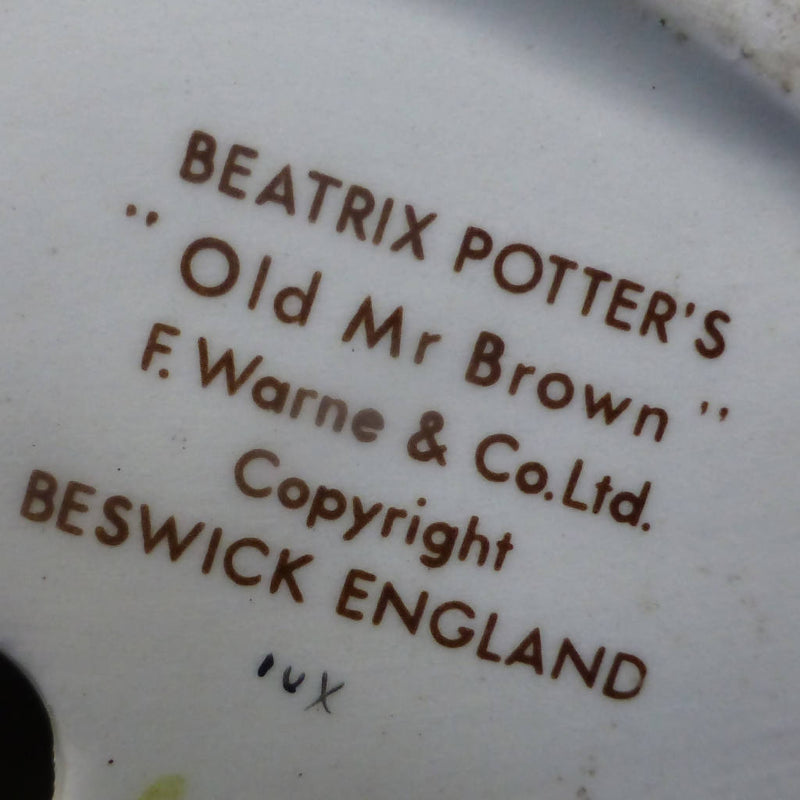 BEATRIX POTTER'S
"Old Mr Brown"
F. Warne & Co.Ltd.
Copyright
BESWICK ENGLAND